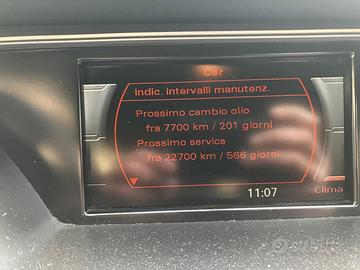 Car
Indic. intervalli manutenz.
Prossimo cambio olio
fra 7700 km / 201 giorni
Prossimo service
fra 22700 km / 566 giorni
11:07
Clima
subito